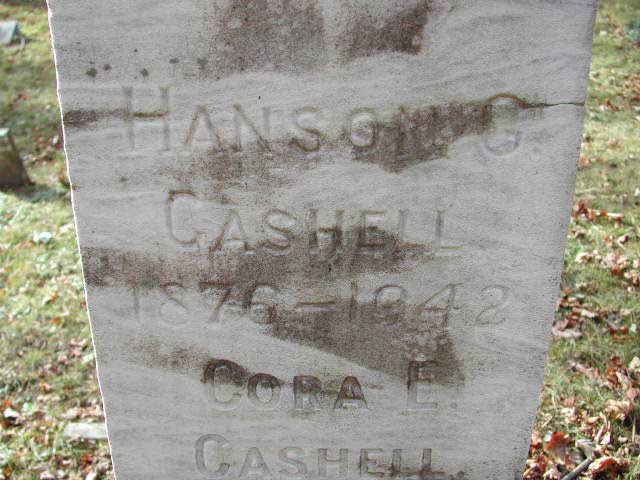 HANSON G.
CASHELL
1876-1942
CORA E.
CASHELL.